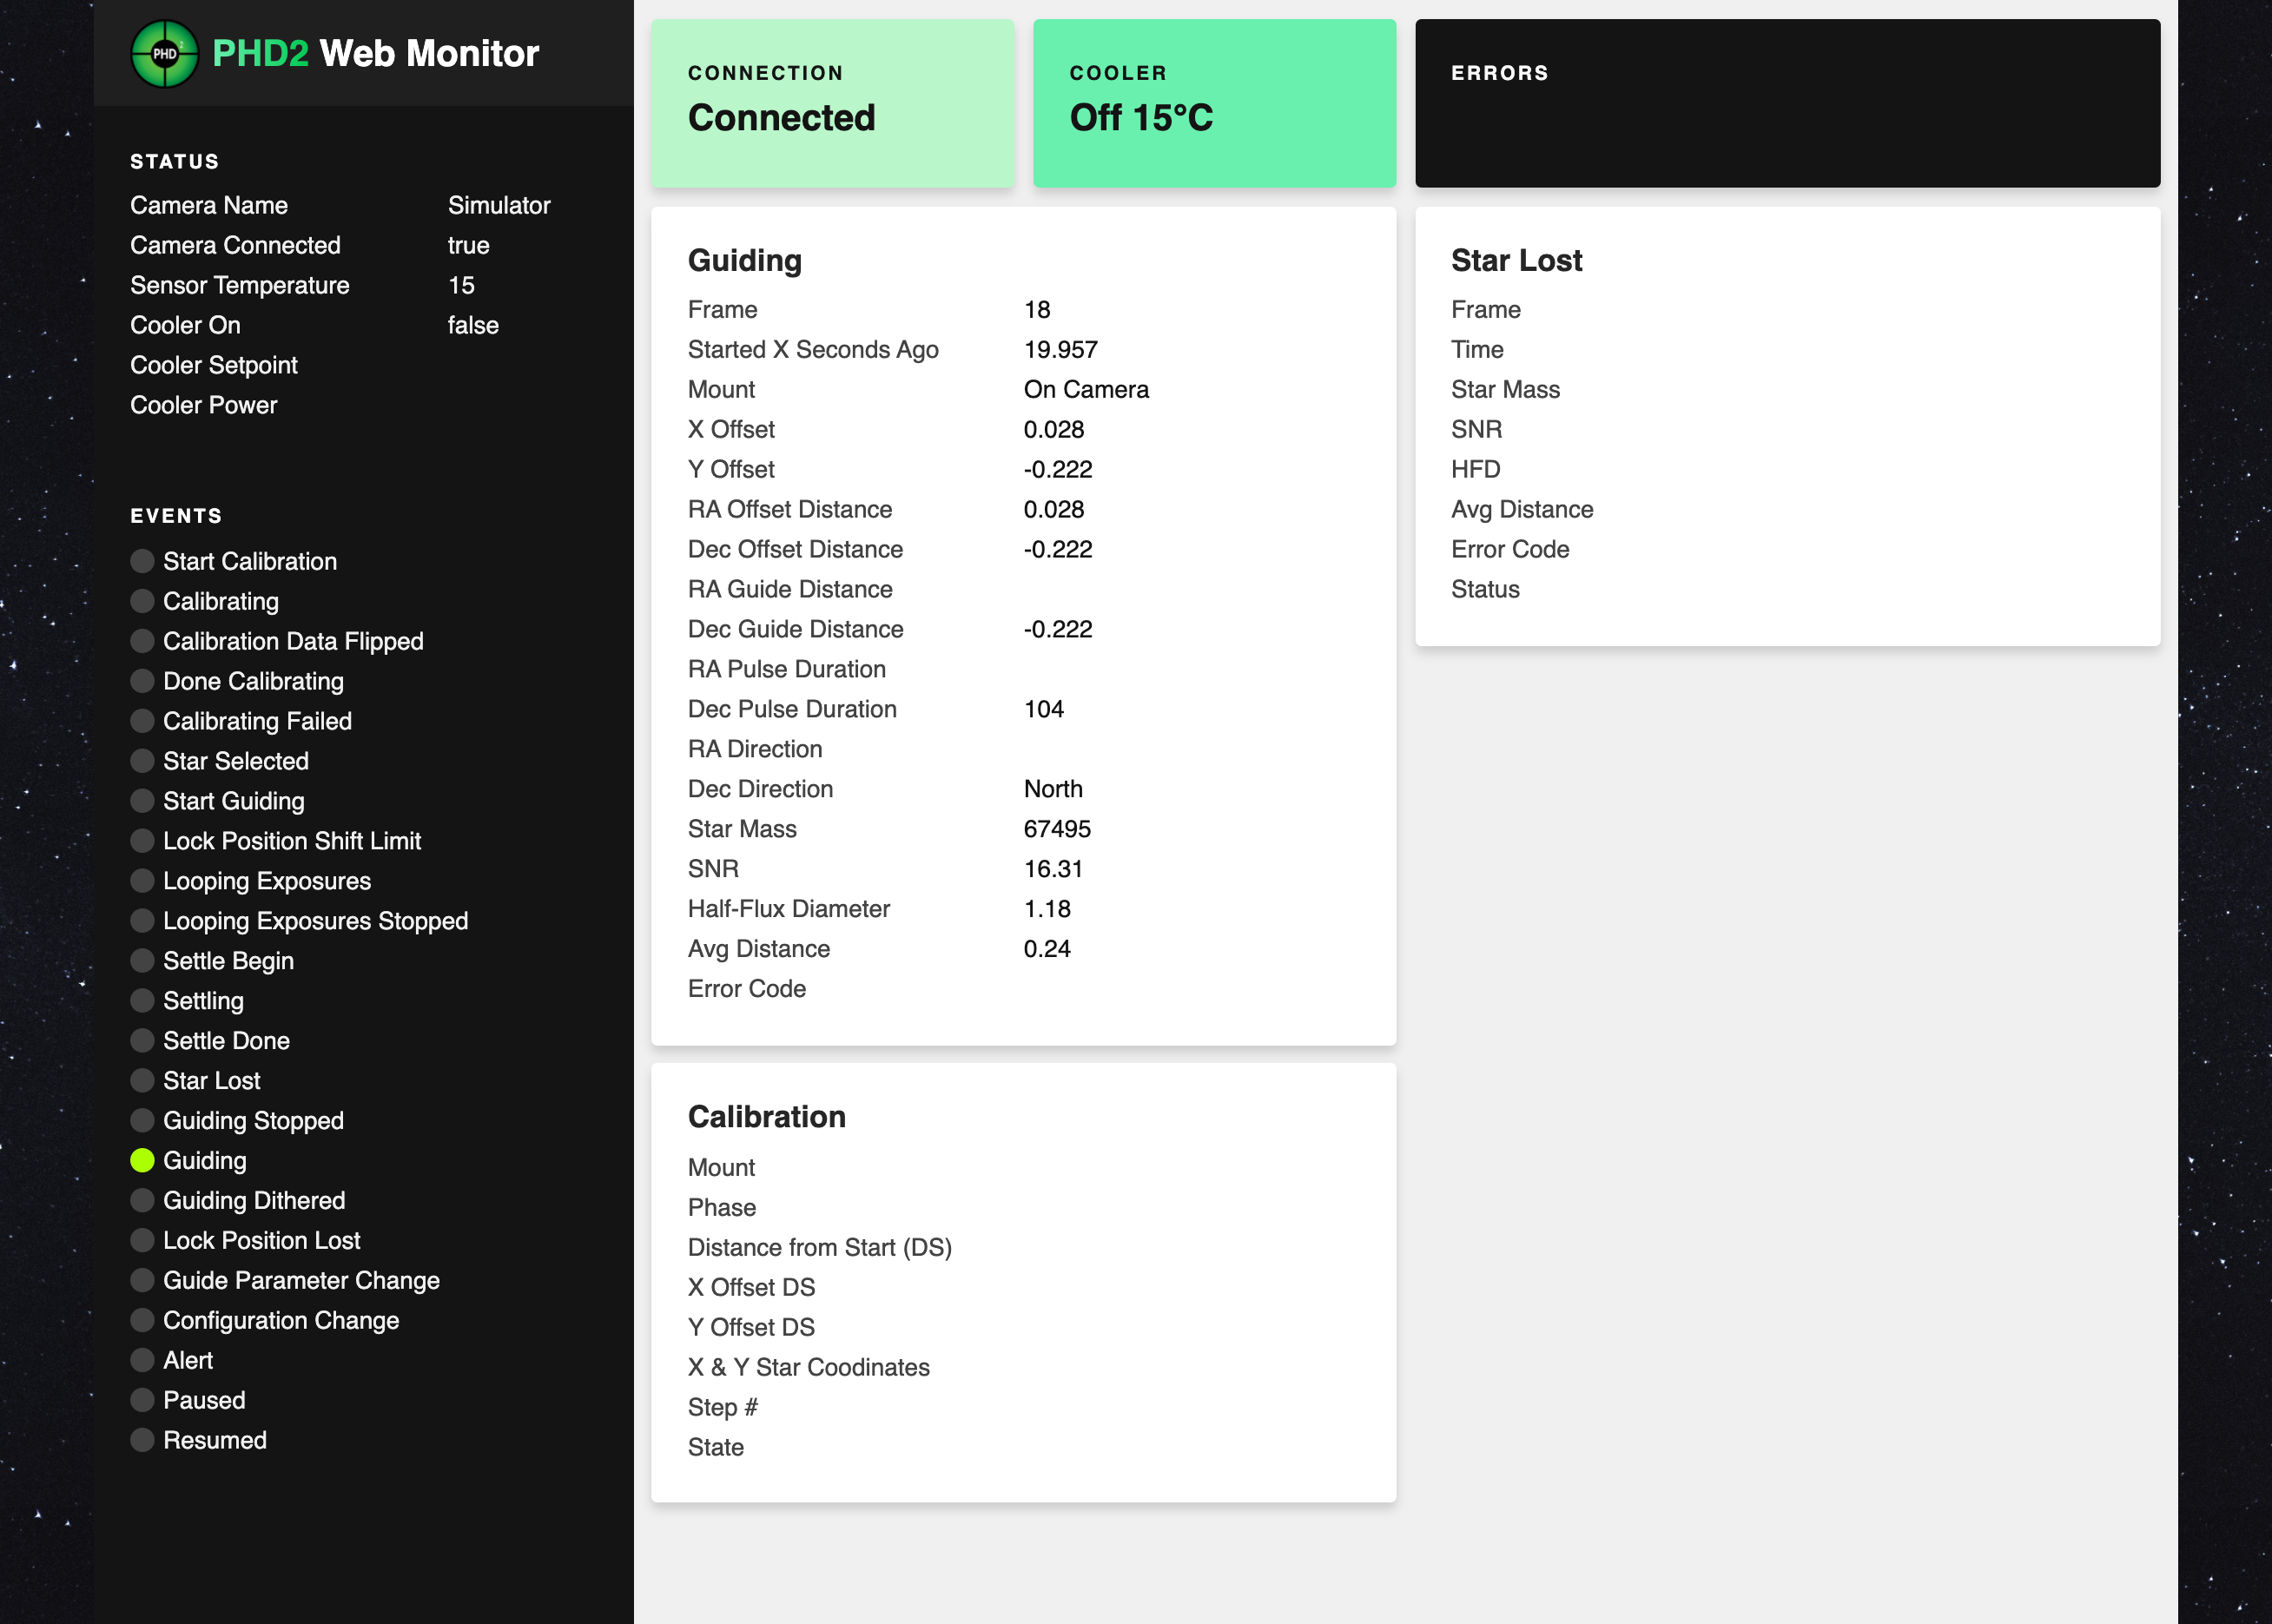 PHD
PHD2 Web Monitor
STATUS
Camera Name Simulator
Camera Connected true
Sensor Temperature 15
Cooler On false
Cooler Setpoint
Cooler Power
EVENTS
Start Calibration
Calibrating
Calibration Data Flipped
Done Calibrating
Calibrating Failed
Star Selected
Start Guiding
Lock Position Shift Limit
Looping Exposures
Looping Exposures Stopped
Settle Begin
Settling
Settle Done
Star Lost
Guiding Stopped
Guiding
Guiding Dithered
Lock Position Lost
Guide Parameter Change
Configuration Change
Alert
Paused
Resumed
CONNECTION
Connected
COOLER
Off 15°C
ERRORS
Guiding
Frame 18
Started X Seconds Ago 19.957
Mount On Camera
X Offset 0.028
Y Offset -0.222
RA Offset Distance 0.028
Dec Offset Distance -0.222
RA Guide Distance
Dec Guide Distance -0.222
RA Pulse Duration
Dec Pulse Duration 104
RA Direction
Dec Direction North
Star Mass 67495
SNR 16.31
Half-Flux Diameter 1.18
Avg Distance 0.24
Error Code
Star Lost
Frame
Time
Star Mass
SNR
HFD
Avg Distance
Error Code
Status
Calibration
Mount
Phase
Distance from Start (DS)
X Offset DS
Y Offset DS
X & Y Star Coodinates
Step #
State